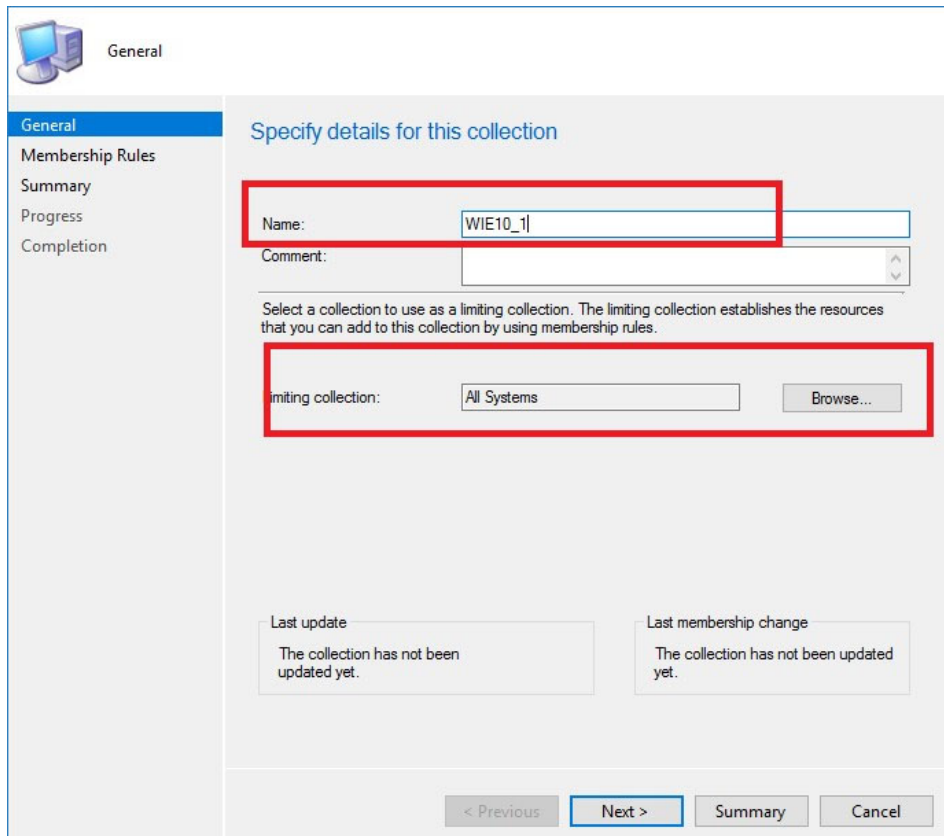 General
General
Membership Rules
Summary
Progress
Completion
Specify details for this collection
Name: WIE10_1
Comment:
Select a collection to use as a limiting collection. The limiting collection establishes the resources
that you can add to this collection by using membership rules.
Limiting collection: All Systems Browse...
Last update
The collection has not been
updated yet.
Last membership change
The collection has not been updated
yet.
< Previous Next > Summary Cancel